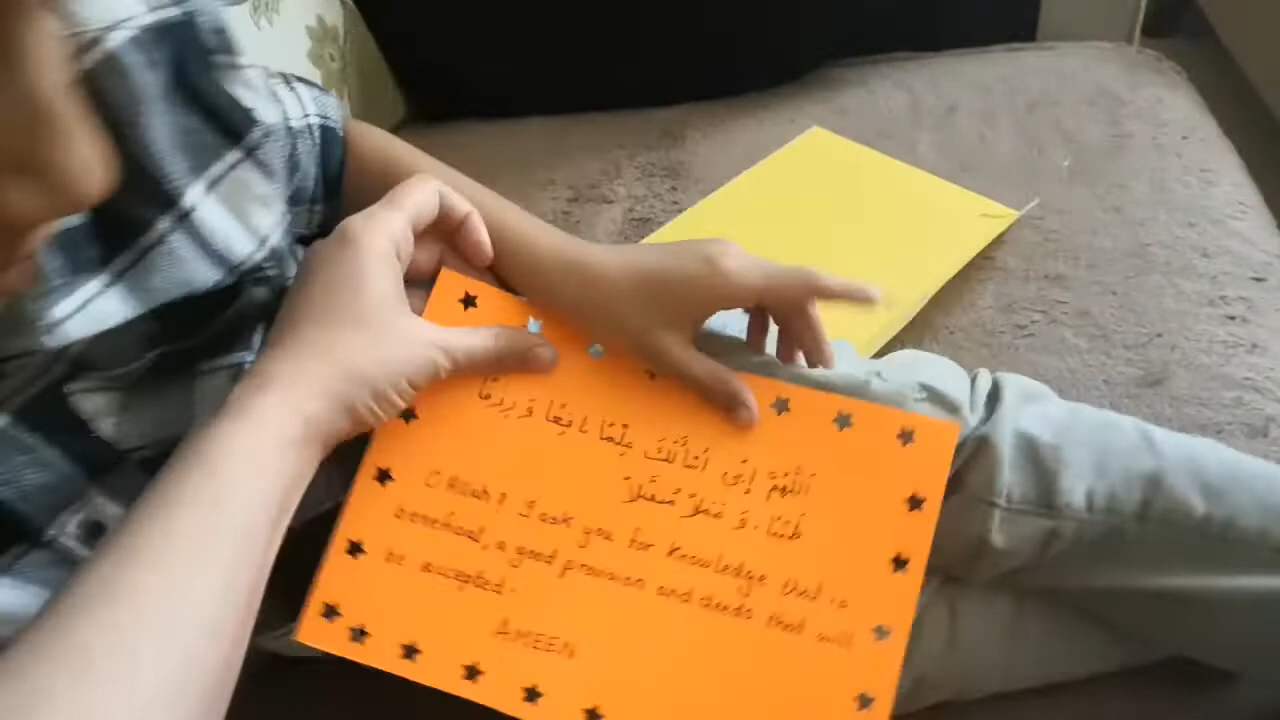 اَللّٰهُمَّ إِنِّى أَسْأَلُكَ عِلْمًا نَافِعًا وَ رِزْقًا
طَيِّبًا، وَ عَمَلًا مُتَقَبَّلًا
O Allah! I ask you for knowledge that is
beneficial, a good provision and deeds that will
be accepted.
AMEEN